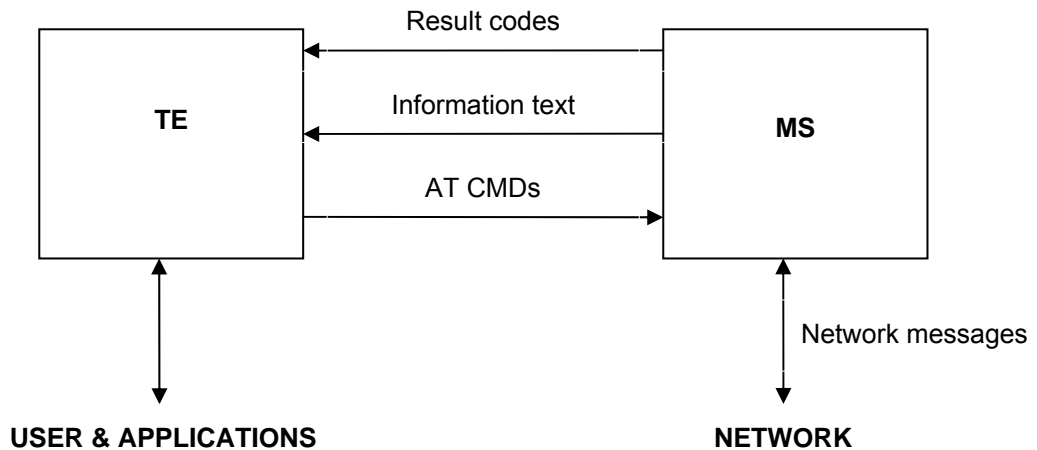 Result codes
TE
Information text
MS
AT CMDs
Network messages
USER & APPLICATIONS
NETWORK